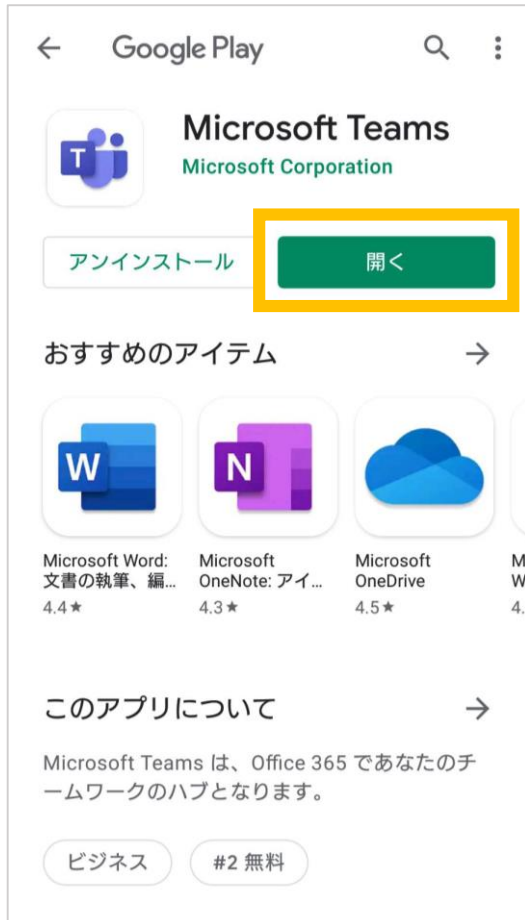 Google Play
T
Microsoft Teams
Microsoft Corporation
アンインストール
開く
おすすめのアイテム
W
N
Microsoft Word:
文書の執筆、編...
4.4★
Microsoft
OneNote: アイ...
4.3★
Microsoft
OneDrive
4.5★
M
W
4.
このアプリについて
Microsoft Teams は、Office 365 であなたのチ
ームワークのハブとなります。
ビジネス
#2 無料